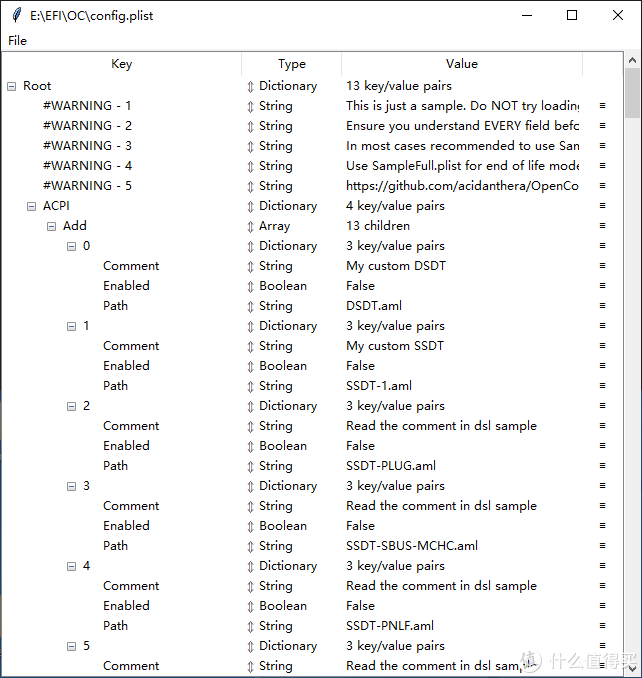 E:\EFI\OC\config.plist
File
Key Type Value
Root Dictionary 13 key/value pairs
#WARNING - 1 String This is just a sample. Do NOT try loading
#WARNING - 2 String Ensure you understand EVERY field befo
#WARNING - 3 String In most cases recommended to use Sam
#WARNING - 4 String Use SampleFull.plist for end of life mode
#WARNING - 5 String https://github.com/acidanthera/OpenCo
ACPI Dictionary 4 key/value pairs
Add Array 13 children
0 Dictionary 3 key/value pairs
Comment String My custom DSDT
Enabled Boolean False
Path String DSDT.aml
1 Dictionary 3 key/value pairs
Comment String My custom SSDT
Enabled Boolean False
Path String SSDT-1.aml
2 Dictionary 3 key/value pairs
Comment String Read the comment in dsl sample
Enabled Boolean False
Path String SSDT-PLUG.aml
3 Dictionary 3 key/value pairs
Comment String Read the comment in dsl sample
Enabled Boolean False
Path String SSDT-SBUS-MCHC.aml
4 Dictionary 3 key/value pairs
Comment String Read the comment in dsl sample
Enabled Boolean False
Path String SSDT-PNLF.aml
5 Dictionary 3 key/value pairs
Comment String Read the comment in dsl sample
值 什么值得买